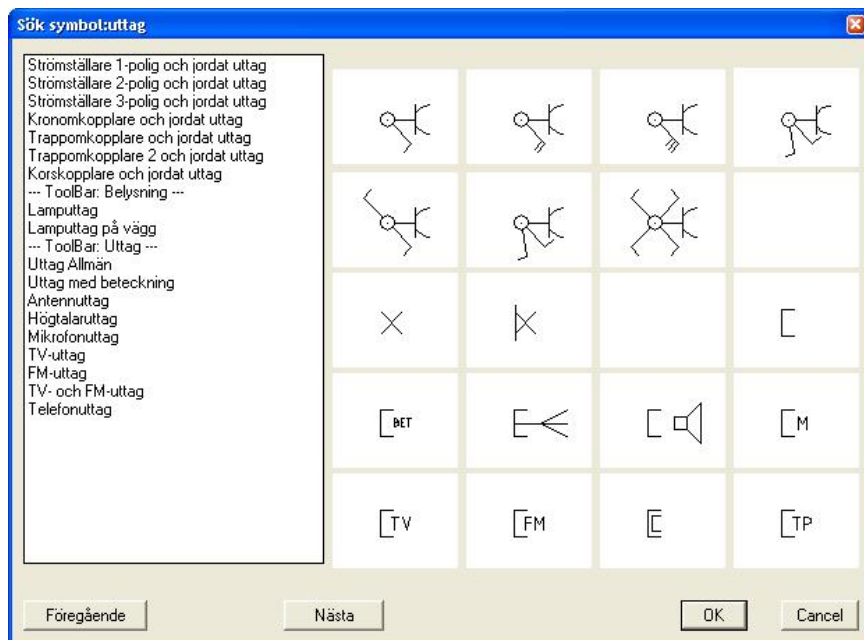 Sök symbol:uttag
Strömställare 1-polig och jordat uttag
Strömställare 2-polig och jordat uttag
Strömställare 3-polig och jordat uttag
Kronomkopplare och jordat uttag
Trappomkopplare och jordat uttag
Trappomkopplare 2 och jordat uttag
Korskopplare och jordat uttag
--- ToolBar: Belysning ---
Lamputtag
Lamputtag på vägg
--- ToolBar: Uttag ---
Uttag Allmän
Uttag med beteckning
Antennuttag
Högtalaruttag
Mikrofonuttag
TV-uttag
FM-uttag
TV- och FM-uttag
Telefonuttag
BET
M
TV
FM
TP
Föregående
Nästa
OK
Cancel